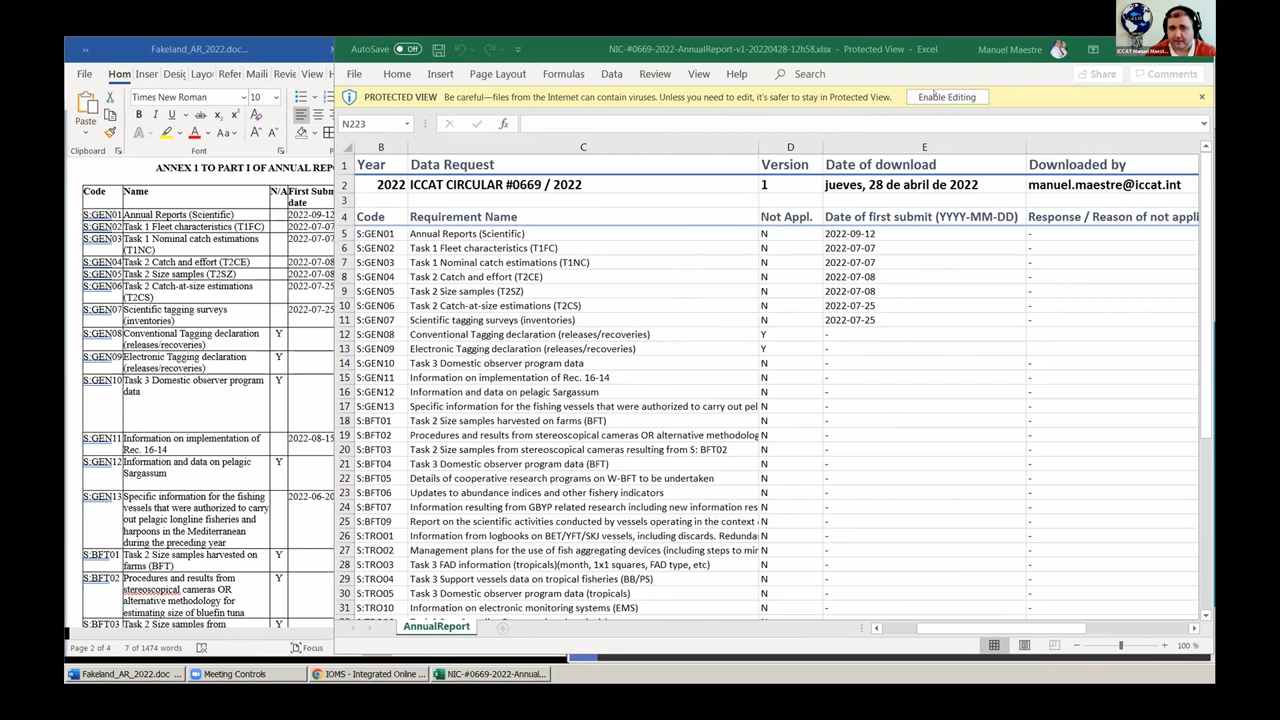 ICCAT Manuel Maest...
Fakeland_AR_2022.doc...
AutoSave Off
NIC-#0669-2022-AnnualReport-v1-20220428-12h58.xlsx - Protected View - Excel
Manuel Maestre
File Hom Inser Desig Layou Refer Maili Revie View H
File Home Insert Page Layout Formulas Data Review View Help Search
Share Comments
Paste
Times New Roman 10
Clipboard Font
PROTECTED VIEW Be careful—files from the Internet can contain viruses. Unless you need to edit, it's safer to stay in Protected View. Enable Editing
N223
fx
ANNEX 1 TO PART I OF ANNUAL REPO
Code Name N/A First Subm
date
S:GEN01 Annual Reports (Scientific) 2022-09-12
S:GEN02 Task 1 Fleet characteristics (T1FC) 2022-07-07
S:GEN03 Task 1 Nominal catch estimations 2022-07-07
(T1NC)
S:GEN04 Task 2 Catch and effort (T2CE) 2022-07-08
S:GEN05 Task 2 Size samples (T2SZ) 2022-07-08
S:GEN06 Task 2 Catch-at-size estimations 2022-07-25
(T2CS)
S:GEN07 Scientific tagging surveys 2022-07-25
(inventories)
S:GEN08 Conventional Tagging declaration Y
(releases/recoveries)
S:GEN09 Electronic Tagging declaration Y
(releases/recoveries)
S:GEN10 Task 3 Domestic observer program Y
data
S:GEN11 Information on implementation of 2022-08-15
Rec. 16-14
S:GEN12 Information and data on pelagic Y
Sargassum
S:GEN13 Specific information for the fishing 2022-06-20
vessels that were authorized to carry
out pelagic longline fisheries and
harpoons in the Mediterranean
during the preceding year
S:BFT01 Task 2 Size samples harvested on Y
farms (BFT)
S:BFT02 Procedures and results from Y
stereoscopical cameras OR
alternative methodology for
estimating size of bluefin tuna
S:BFT03 Task 2 Size samples from Y
Page 2 of 4 7 of 1474 words Focus
B C D E
1 Year Data Request Version Date of download Downloaded by
2 2022 ICCAT CIRCULAR #0669 / 2022 1 jueves, 28 de abril de 2022 manuel.maestre@iccat.int
3
4 Code Requirement Name Not Appl. Date of first submit (YYYY-MM-DD) Response / Reason of not appli
5 S:GEN01 Annual Reports (Scientific) N 2022-09-12 -
6 S:GEN02 Task 1 Fleet characteristics (T1FC) N 2022-07-07 -
7 S:GEN03 Task 1 Nominal catch estimations (T1NC) N 2022-07-07 -
8 S:GEN04 Task 2 Catch and effort (T2CE) N 2022-07-08 -
9 S:GEN05 Task 2 Size samples (T2SZ) N 2022-07-08 -
10 S:GEN06 Task 2 Catch-at-size estimations (T2CS) N 2022-07-25 -
11 S:GEN07 Scientific tagging surveys (inventories) N 2022-07-25 -
12 S:GEN08 Conventional Tagging declaration (releases/recoveries) Y -
13 S:GEN09 Electronic Tagging declaration (releases/recoveries) Y -
14 S:GEN10 Task 3 Domestic observer program data N - -
15 S:GEN11 Information on implementation of Rec. 16-14 N - -
16 S:GEN12 Information and data on pelagic Sargassum N - -
17 S:GEN13 Specific information for the fishing vessels that were authorized to carry out pel N - -
18 S:BFT01 Task 2 Size samples harvested on farms (BFT) N - -
19 S:BFT02 Procedures and results from stereoscopical cameras OR alternative methodolog N - -
20 S:BFT03 Task 2 Size samples from stereoscopical cameras resulting from S: BFT02 N - -
21 S:BFT04 Task 3 Domestic observer program data (BFT) N - -
22 S:BFT05 Details of cooperative research programs on W-BFT to be undertaken N - -
23 S:BFT06 Updates to abundance indices and other fishery indicators N - -
24 S:BFT07 Information resulting from GBYP related research including new information res N - -
25 S:BFT09 Report on the scientific activities conducted by vessels operating in the context N - -
26 S:TRO01 Information from logbooks on BET/YFT/SKJ vessels, including discards. Redunda N - -
27 S:TRO02 Management plans for the use of fish aggregating devices (including steps to mir N - -
28 S:TRO03 Task 3 FAD information (tropicals)(month, 1x1 squares, FAD type, etc) N - -
29 S:TRO04 Task 3 Support vessels data on tropical fisheries (BB/PS) N - -
30 S:TRO05 Task 3 Domestic observer program data (tropicals) N - -
31 S:TRO10 Information on electronic monitoring systems (EMS) N - -
AnnualReport
100 %
Fakeland_AR_2022.doc ... Meeting Controls IOMS - Integrated Online ... NIC-#0669-2022-Annual...